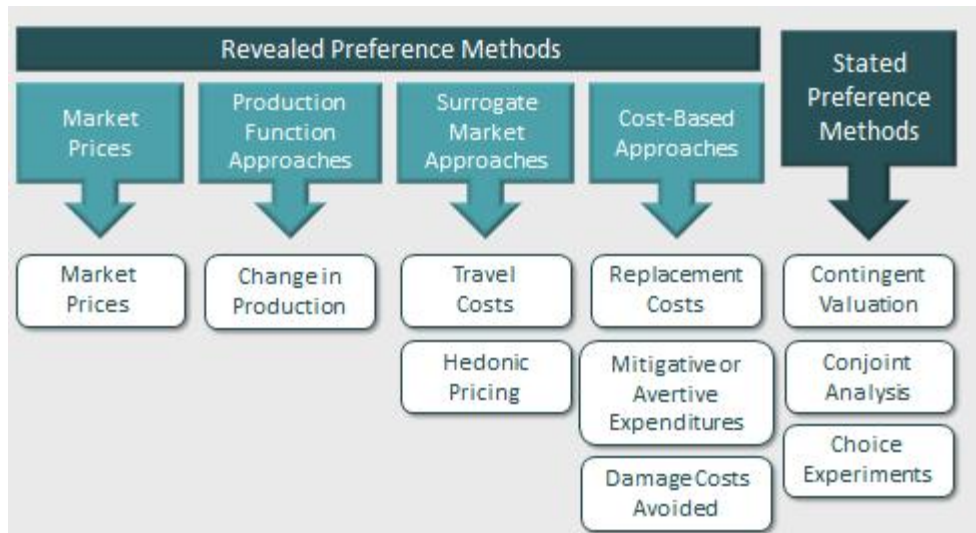 Revealed Preference Methods
Stated
Preference
Methods
Market
Prices
Production
Function
Approaches
Surrogate
Market
Approaches
Cost-Based
Approaches
Market
Prices
Change in
Production
Travel
Costs
Replacement
Costs
Contingent
Valuation
Hedonic
Pricing
Mitigative or
Avertive
Expenditures
Conjoint
Analysis
Damage Costs
Avoided
Choice
Experiments